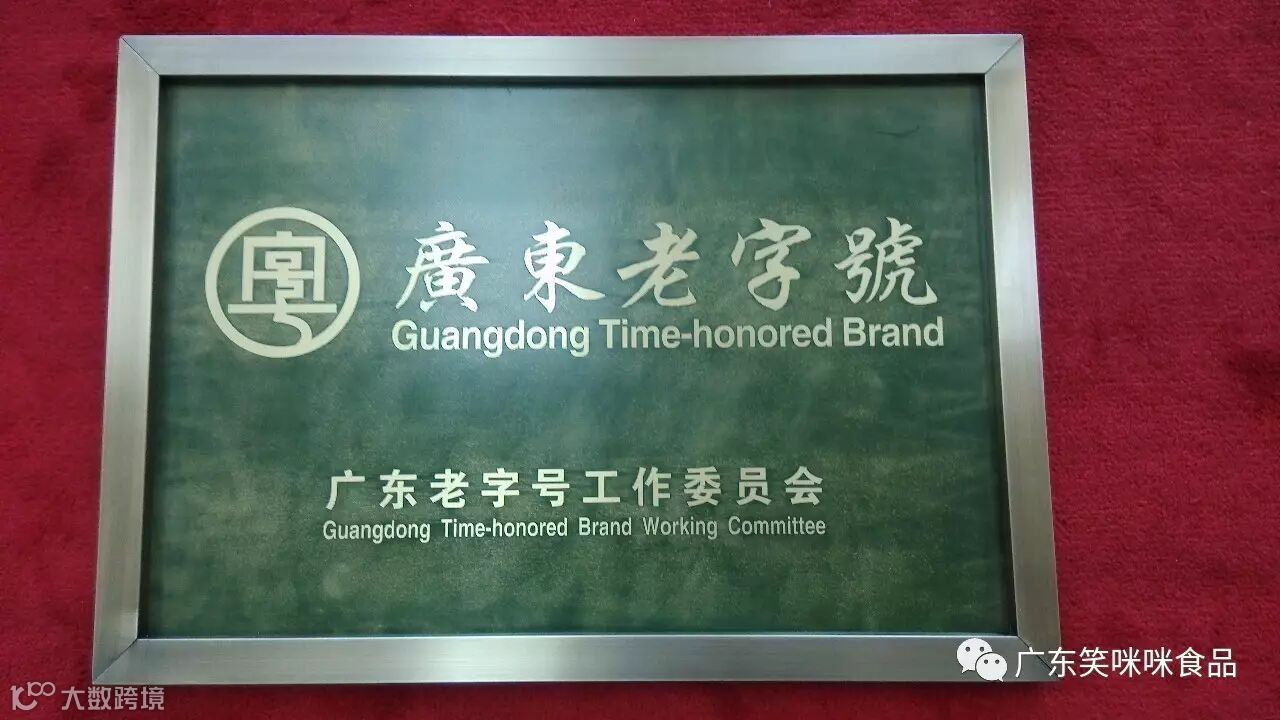 廣東老字號
Guangdong Time-honored Brand
广东老字号工作委员会
Guangdong Time-honored Brand Working Committee
广东笑咪咪食品
大数跨境